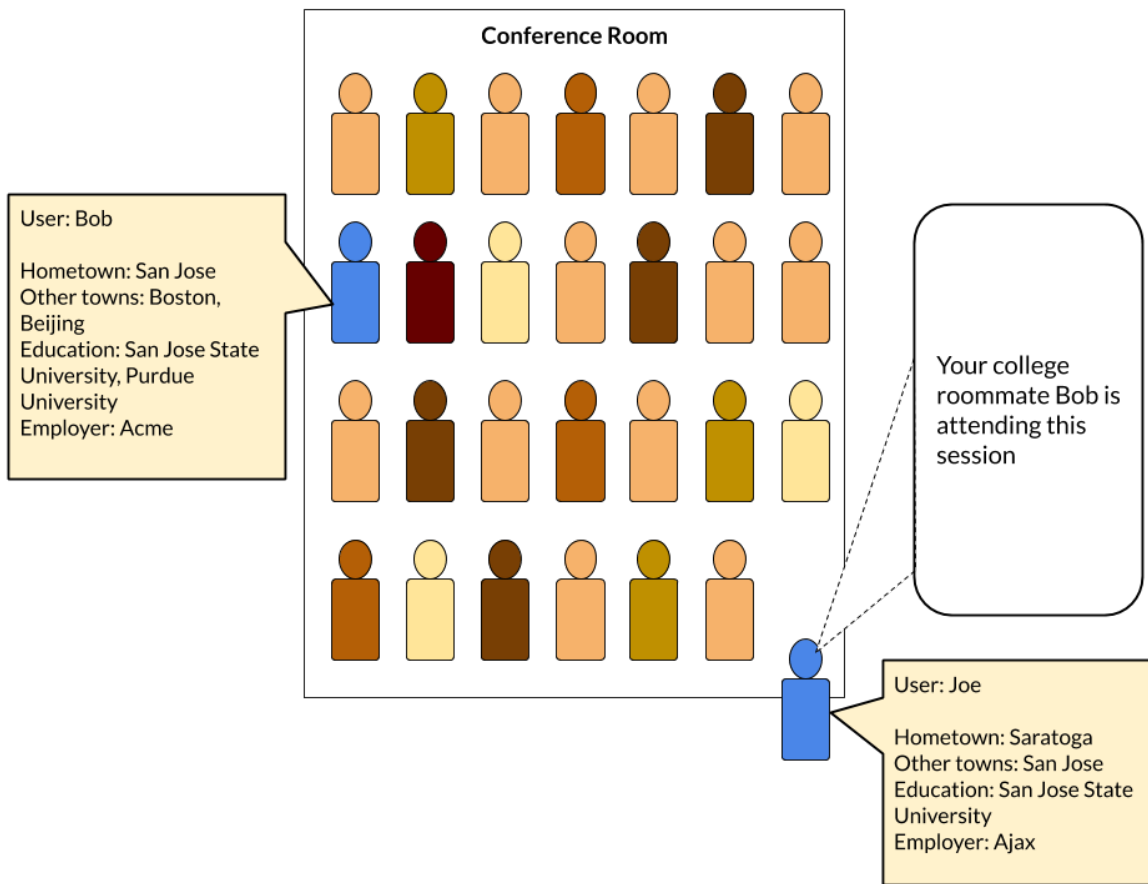 Conference Room
User: Bob
Hometown: San Jose
Other towns: Boston,
Beijing
Education: San Jose State
University, Purdue
University
Employer: Acme
Your college
roommate Bob is
attending this
session
User: Joe
Hometown: Saratoga
Other towns: San Jose
Education: San Jose State
University
Employer: Ajax